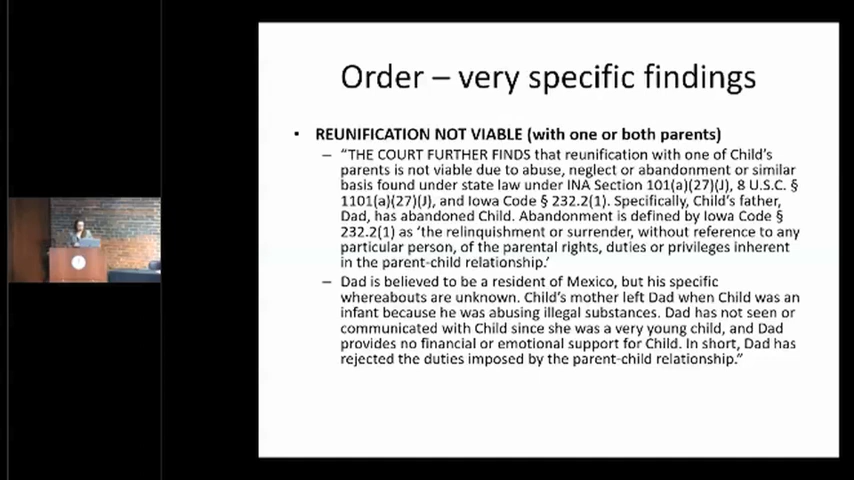 Order – very specific findings
• REUNIFICATION NOT VIABLE (with one or both parents)
– “THE COURT FURTHER FINDS that reunification with one of Child’s
parents is not viable due to abuse, neglect or abandonment or similar
basis found under state law under INA Section 101(a)(27)(J), 8 U.S.C. §
1101(a)(27)(J), and Iowa Code § 232.2(1). Specifically, Child’s father,
Dad, has abandoned Child. Abandonment is defined by Iowa Code §
232.2(1) as ‘the relinquishment or surrender, without reference to any
particular person, of the parental rights, duties or privileges inherent
in the parent-child relationship.’
– Dad is believed to be a resident of Mexico, but his specific
whereabouts are unknown. Child’s mother left Dad when Child was an
infant because he was abusing illegal substances. Dad has not seen or
communicated with Child since she was a very young child, and Dad
provides no financial or emotional support for Child. In short, Dad has
rejected the duties imposed by the parent-child relationship.”